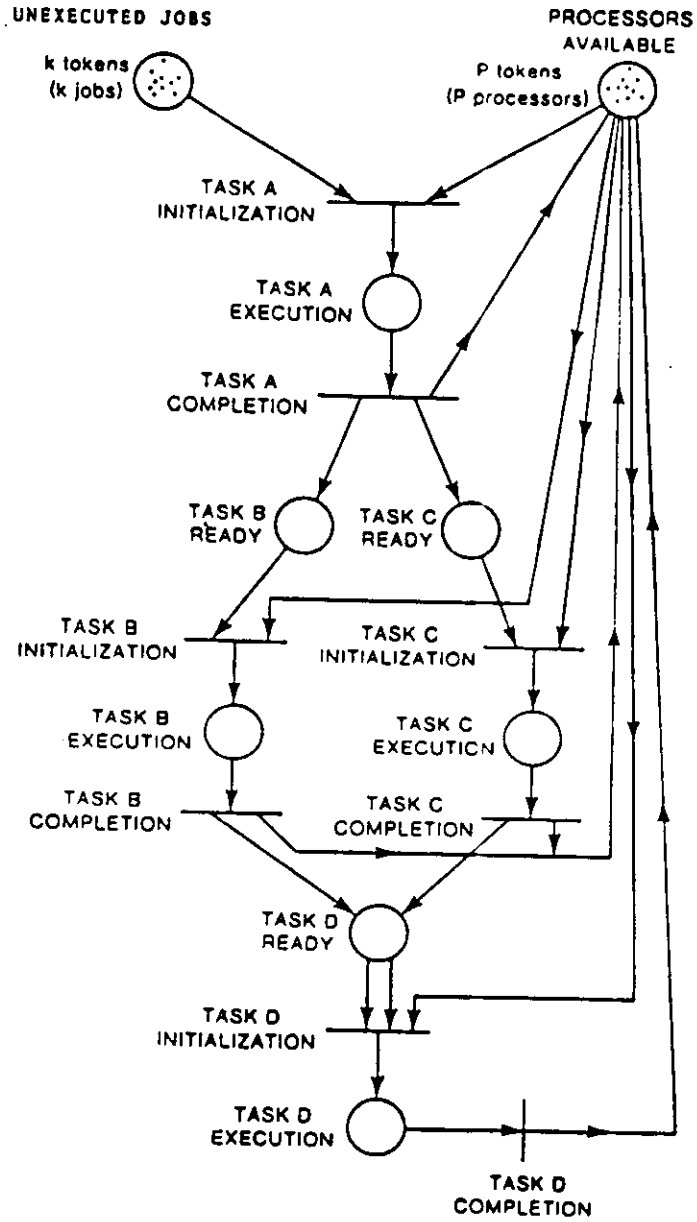 UNEXECUTED JOBS
PROCESSORS
AVAILABLE
k tokens
(k jobs)
P tokens
(P processors)
TASK A
INITIALIZATION
TASK A
EXECUTION
TASK A
COMPLETION
TASK B
READY
TASK C
READY
TASK B
INITIALIZATION
TASK C
INITIALIZATION
TASK B
EXECUTION
TASK C
EXECUTION
TASK B
COMPLETION
TASK C
COMPLETION
TASK D
READY
TASK D
INITIALIZATION
TASK D
EXECUTION
TASK D
COMPLETION